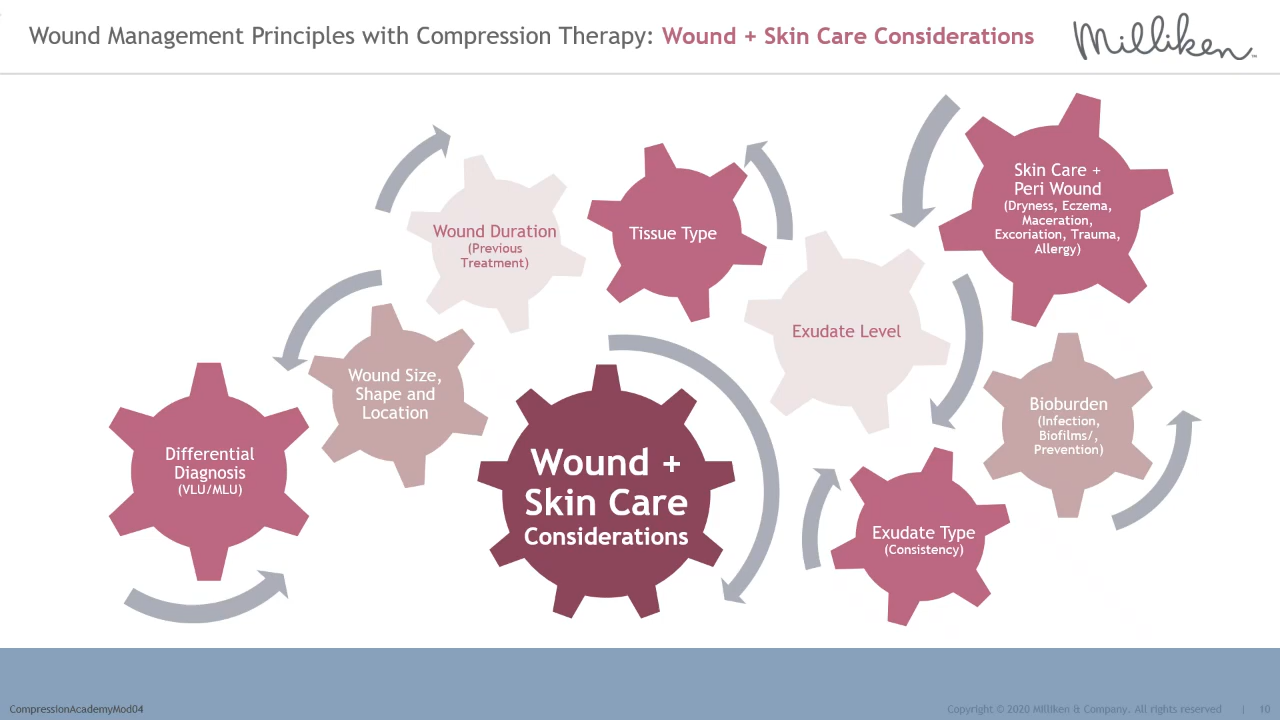 Wound Management Principles with Compression Therapy: Wound + Skin Care Considerations
Milliken™
Skin Care +
Peri Wound
(Dryness, Eczema,
Maceration,
Excoriation, Trauma,
Allergy)
Wound Duration
(Previous
Treatment)
Tissue Type
Exudate Level
Wound Size,
Shape and
Location
Bioburden
(Infection,
Biofilms/,
Prevention)
Differential
Diagnosis
(VLU/MLU)
Wound +
Skin Care
Considerations
Exudate Type
(Consistency)
CompressionAcademyMod04
Copyright © 2020 Milliken & Company. All rights reserved | 10